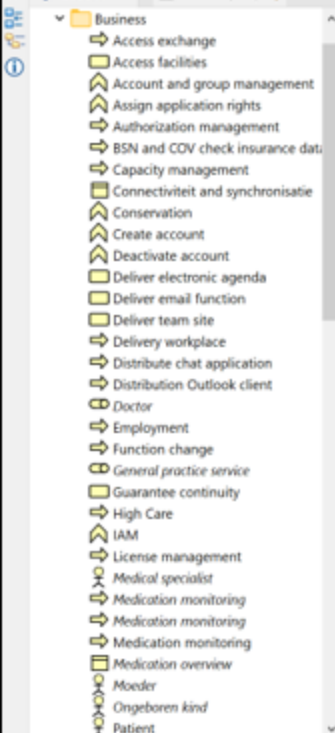 Business
Access exchange
Access facilities
Account and group management
Assign application rights
Authorization management
BSN and COV check insurance data
Capacity management
Connectiviteit and synchronisatie
Conservation
Create account
Deactivate account
Deliver electronic agenda
Deliver email function
Deliver team site
Delivery workplace
Distribute chat application
Distribution Outlook client
Doctor
Employment
Function change
General practice service
Guarantee continuity
High Care
IAM
License management
Medical specialist
Medication monitoring
Medication monitoring
Medication monitoring
Medication overview
Moeder
Ongeboren kind
Patient